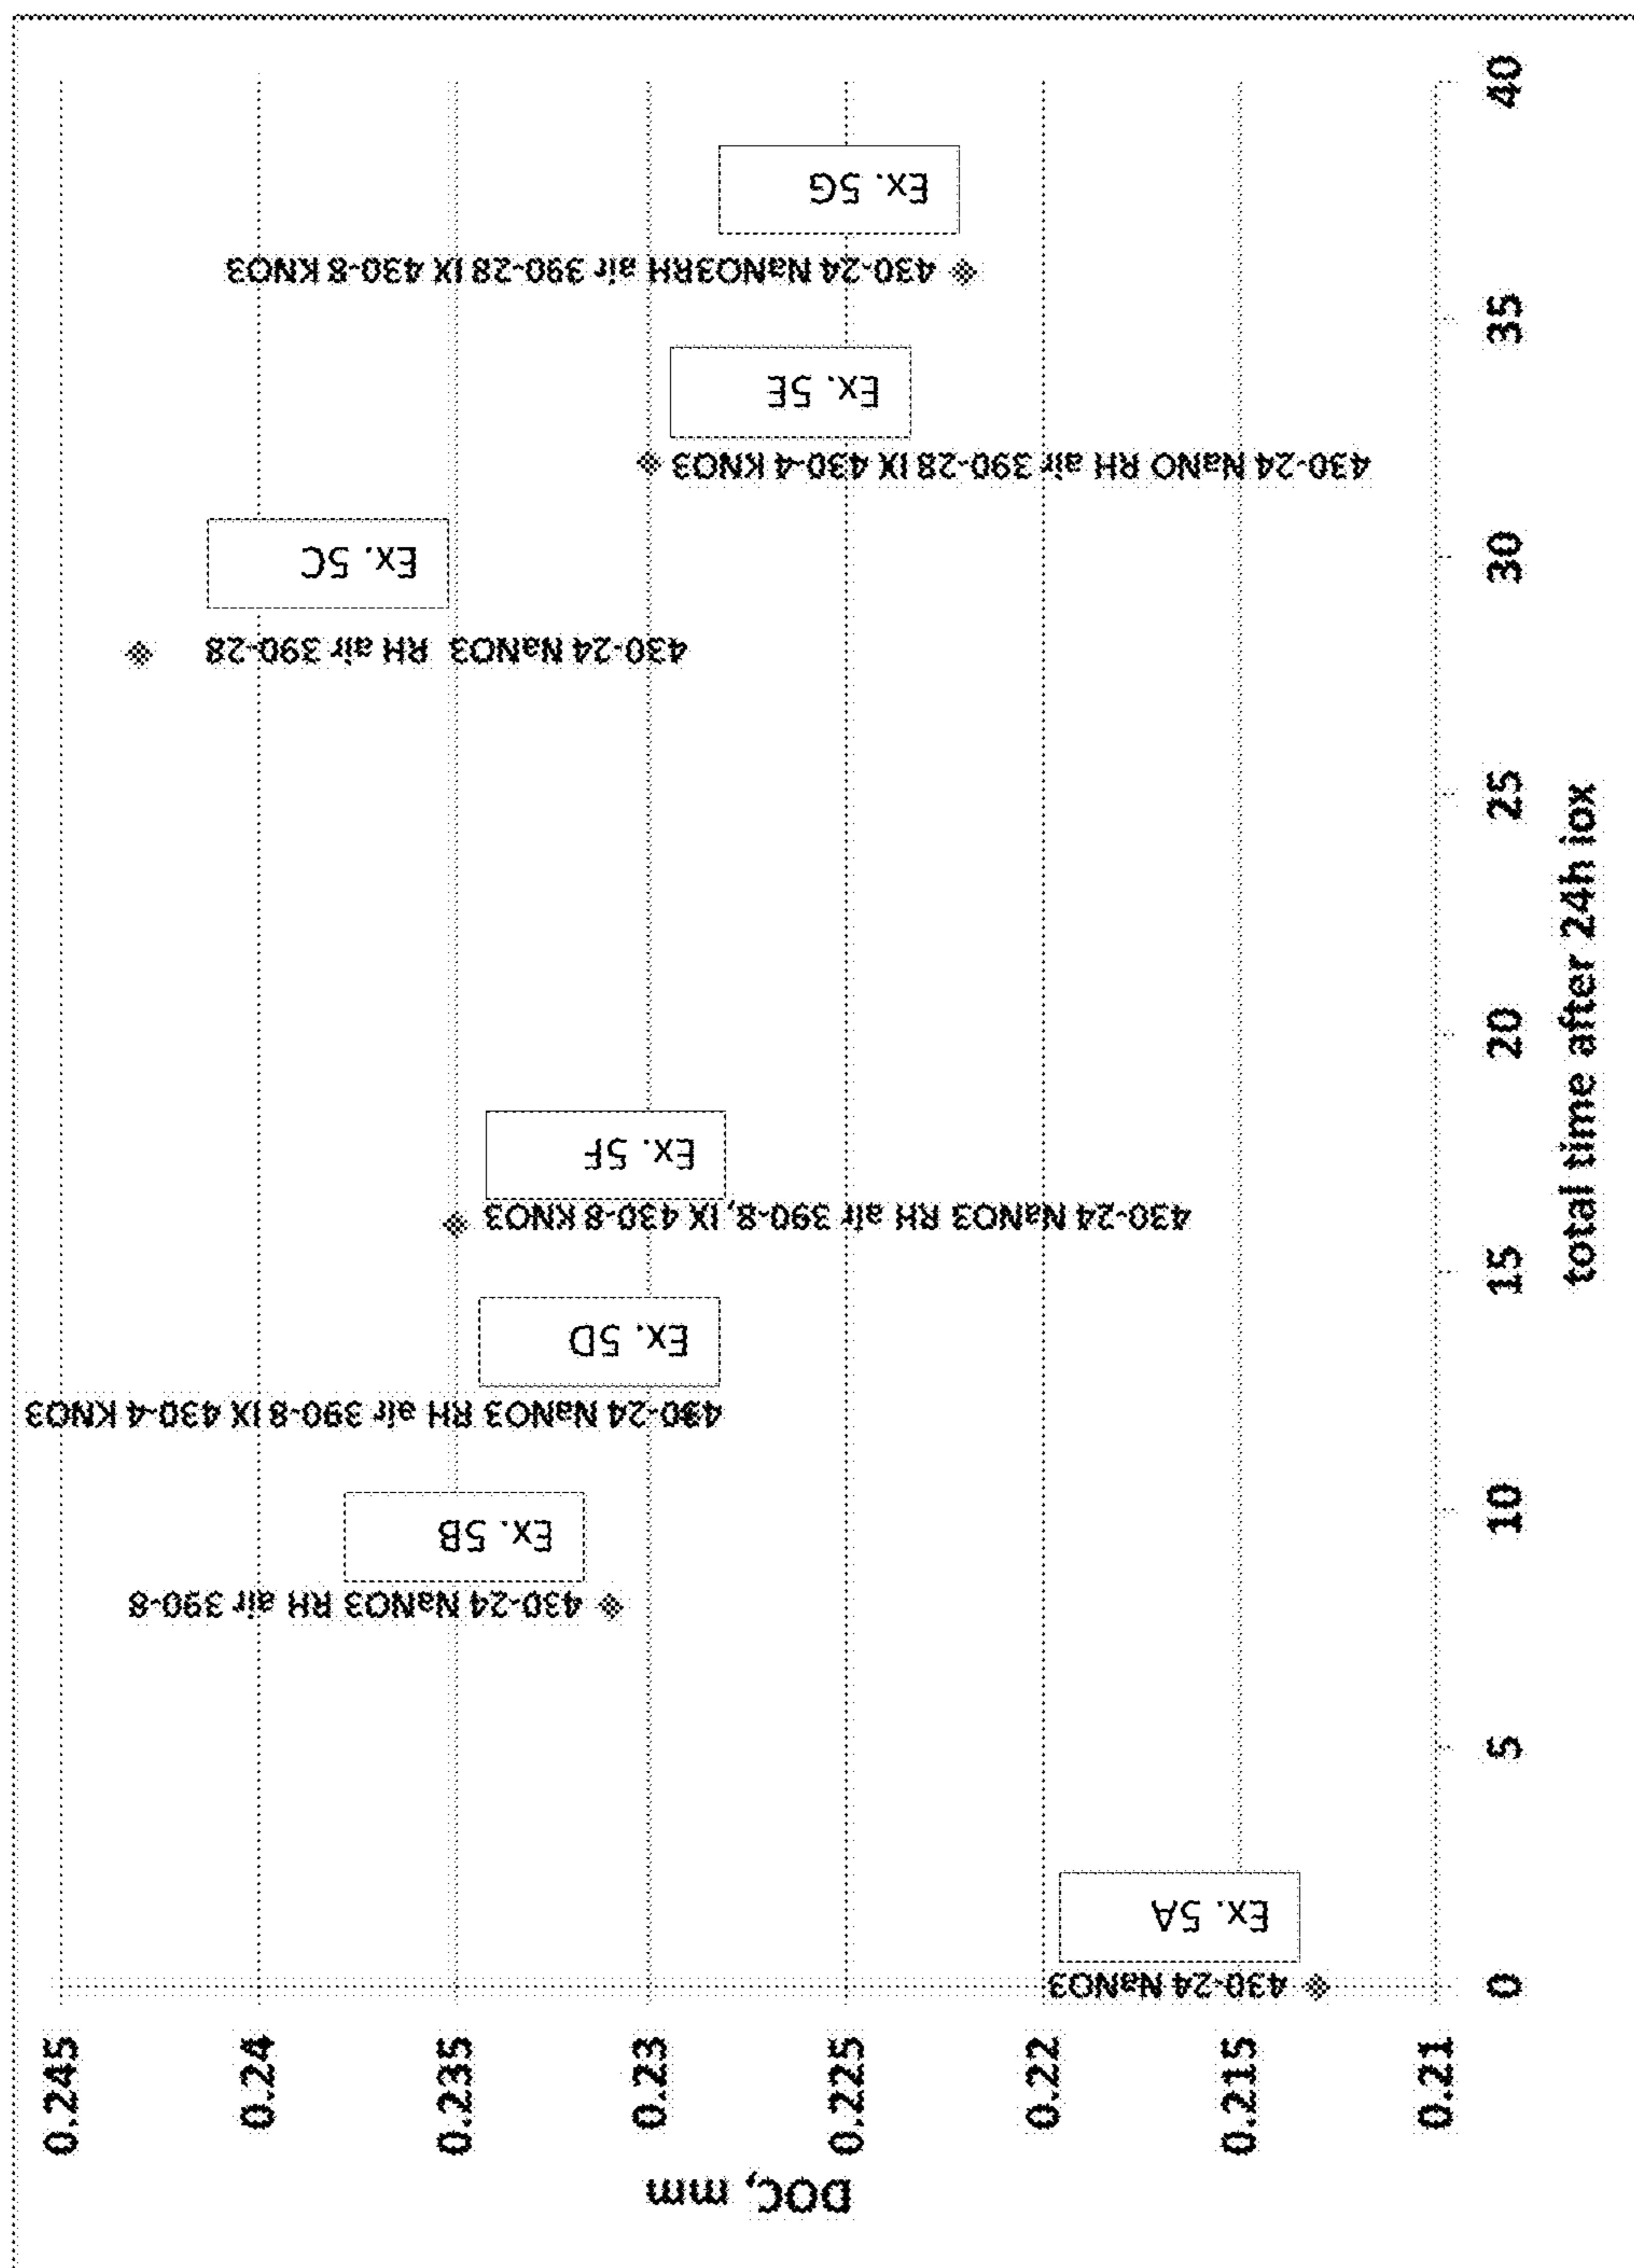 DOC, mm
0.245
0.24
0.235
0.23
0.225
0.22
0.215
0.21
430-24 NaNO3
Ex. 5A
430-24 NaNO3 RH air 390-8
Ex. 5B
430-24 NaNO3 RH air 390-8 IX 430-4 KNO3
Ex. 5D
430-24 NaNO3 RH air 390-8, IX 430-8 KNO3
Ex. 5F
430-24 NaNO3 RH air 390-28
Ex. 5C
430-24 NaNO RH air 390-28 IX 430-4 KNO3
Ex. 5E
430-24 NaNO3RH air 390-28 IX 430-8 KNO3
Ex. 5G
0
5
10
15
20
25
30
35
40
total time after 24h iox